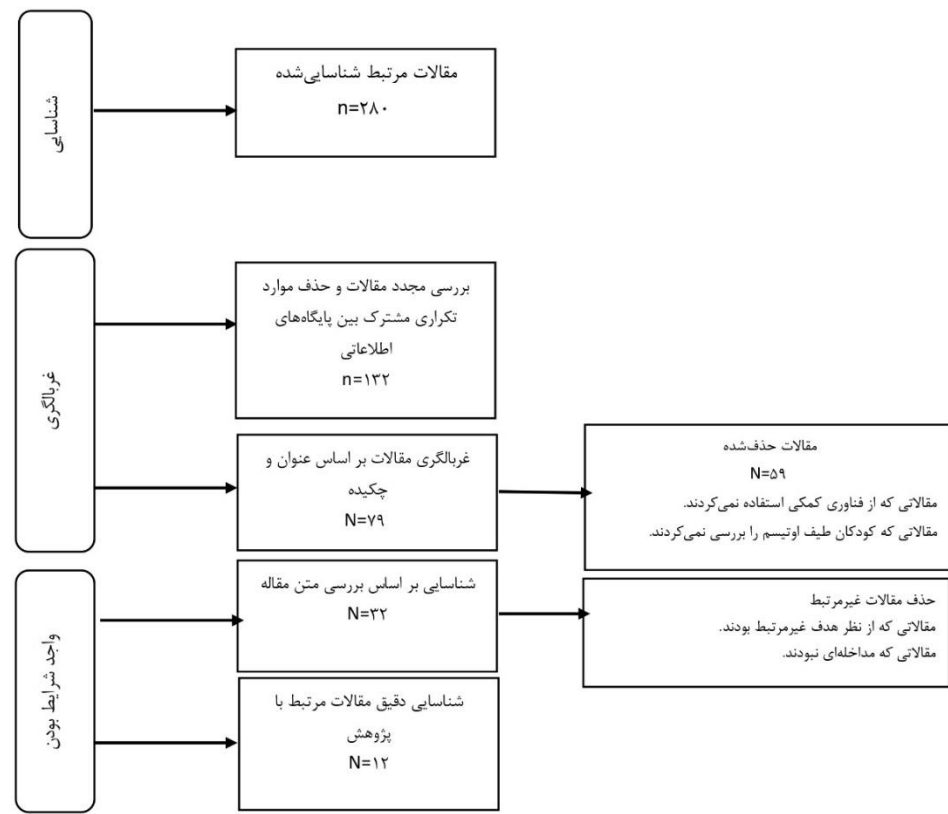 شناسایی
مقالات مرتبط شناسایی‌شده
n=۲۸۰
غربالگری
بررسی مجدد مقالات و حذف موارد
تکراری مشترک بین پایگاه‌های
اطلاعاتی
n=۱۳۲
غربالگری مقالات بر اساس عنوان و
چکیده
N=۷۹
مقالات حذف‌شده
N=۵۹
مقالاتی که از فناوری کمکی استفاده نمی‌کردند.
مقالاتی که کودکان طیف اوتیسم را بررسی نمی‌کردند.
واجد شرایط بودن
شناسایی بر اساس بررسی متن مقاله
N=۳۲
حذف مقالات غیرمرتبط
مقالاتی که از نظر هدف غیرمرتبط بودند.
مقالاتی که مداخله‌ای نبودند.
شناسایی دقیق مقالات مرتبط با
پژوهش
N=۱۲